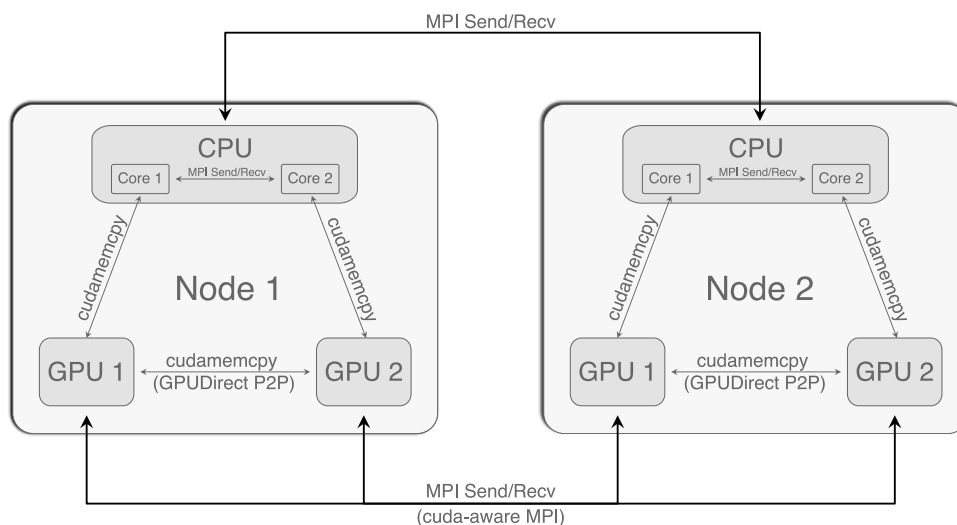 MPI Send/Recv
CPU
Core 1
MPI Send/Recv
Core 2
cudamemcpy
cudamemcpy
Node 1
GPU 1
cudamemcpy
(GPUDirect P2P)
GPU 2
CPU
Core 1
MPI Send/Recv
Core 2
cudamemcpy
cudamemcpy
Node 2
GPU 1
cudamemcpy
(GPUDirect P2P)
GPU 2
MPI Send/Recv
(cuda-aware MPI)